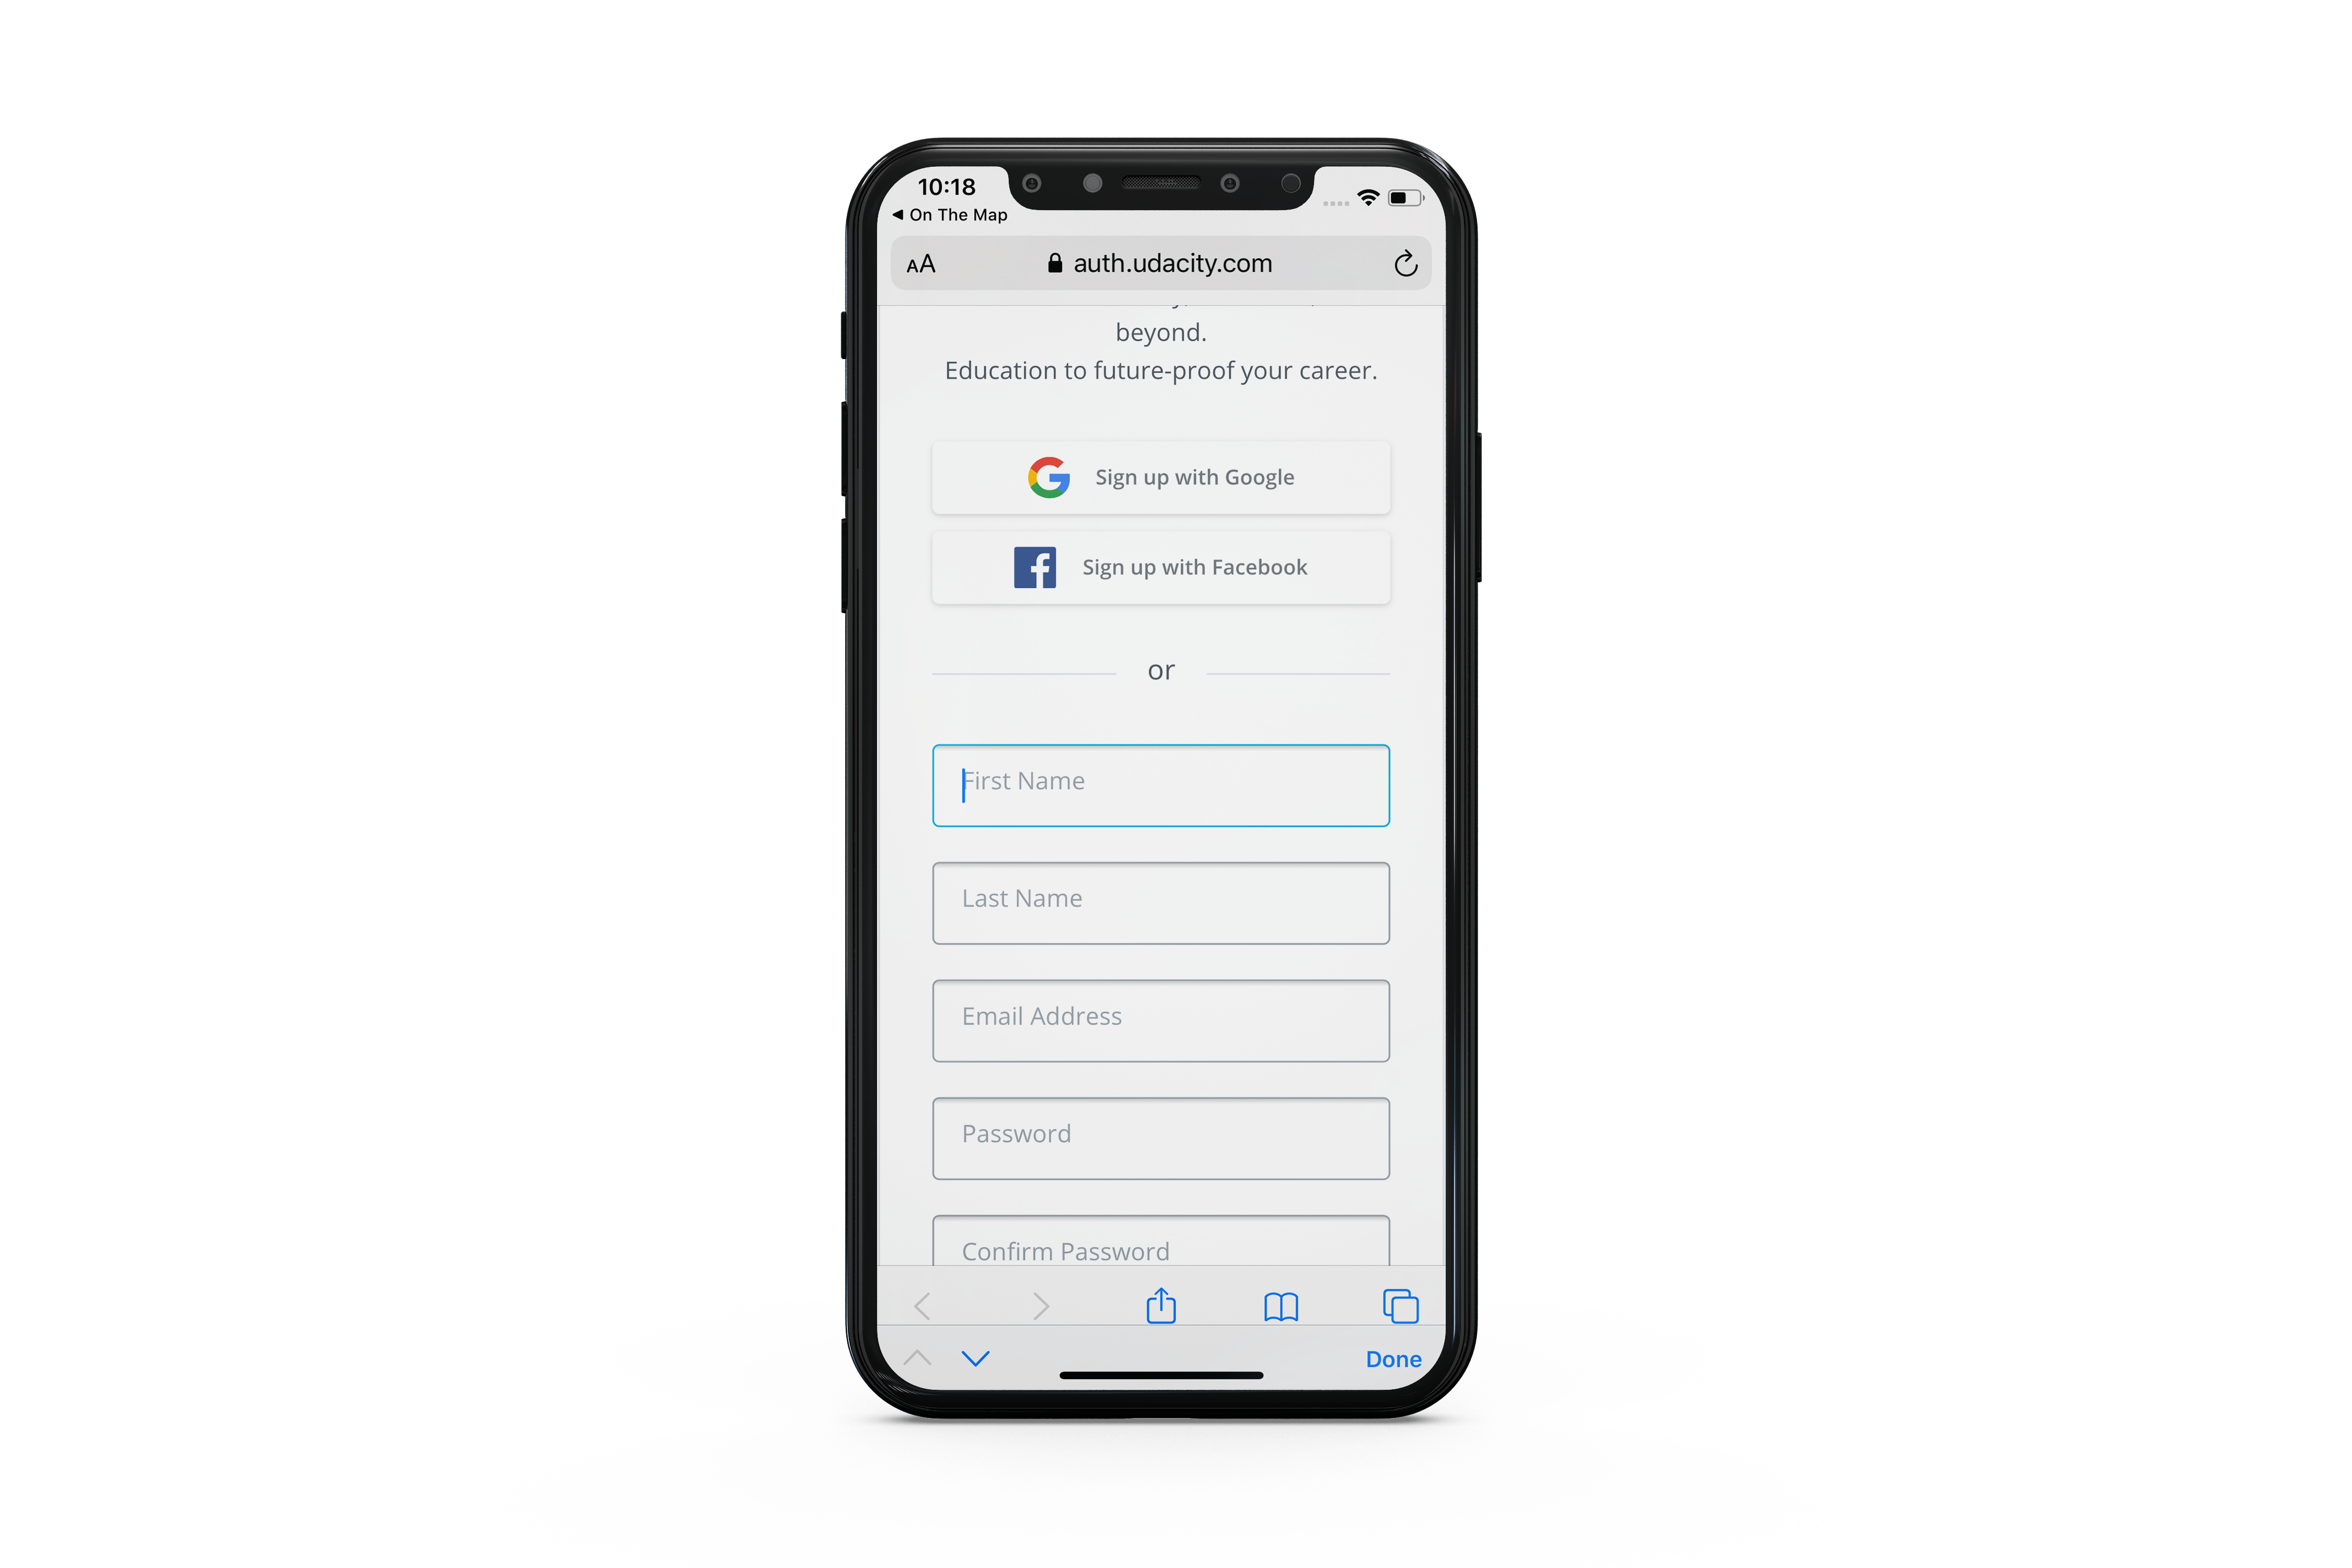 10:18
◀ On The Map
AA
auth.udacity.com
beyond.
Education to future-proof your career.
Sign up with Google
Sign up with Facebook
or
First Name
Last Name
Email Address
Password
Confirm Password
Done